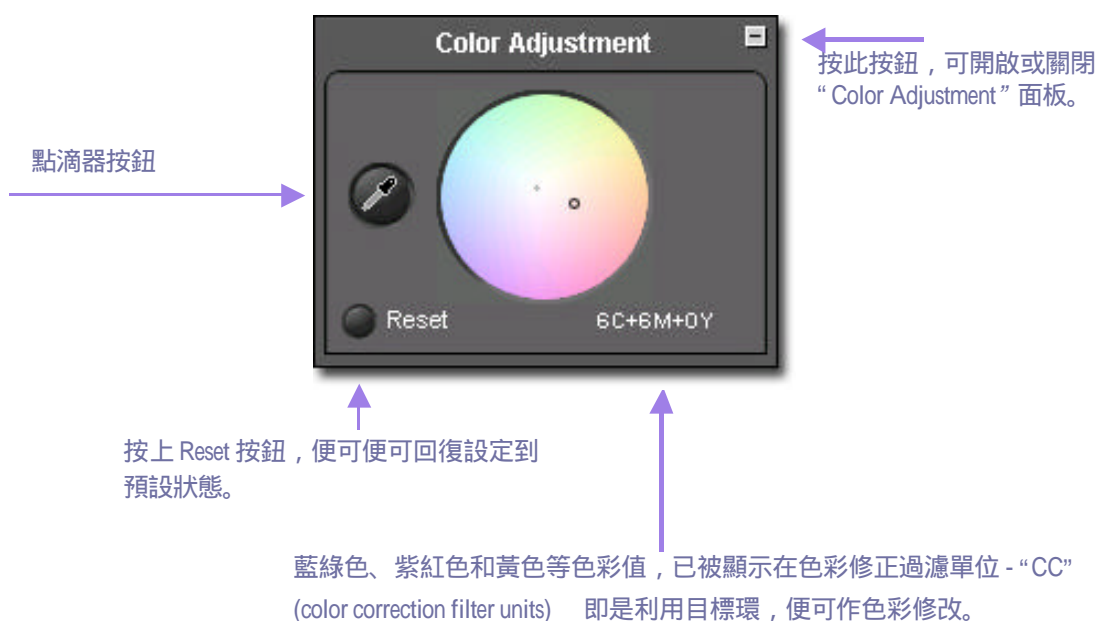 Color Adjustment
按此按鈕，可開啟或關閉
“Color Adjustment” 面板。
點滴器按鈕
Reset
6C+6M+0Y
按上 Reset 按鈕，便可便可回復設定到
預設狀態。
藍綠色、紫紅色和黃色等色彩值，已被顯示在色彩修正過濾單位 - “CC”
(color correction filter units) 即是利用目標環，便可作色彩修改。